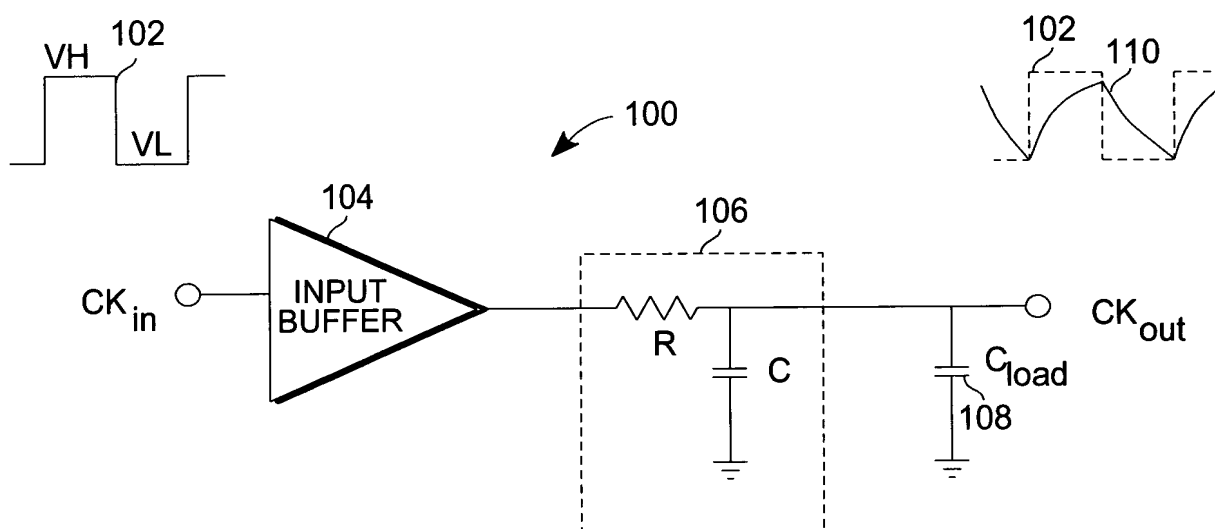 102
VH
VL
102
110
100
104
106
CK in
INPUT
BUFFER
R
C
C load
108
CK out